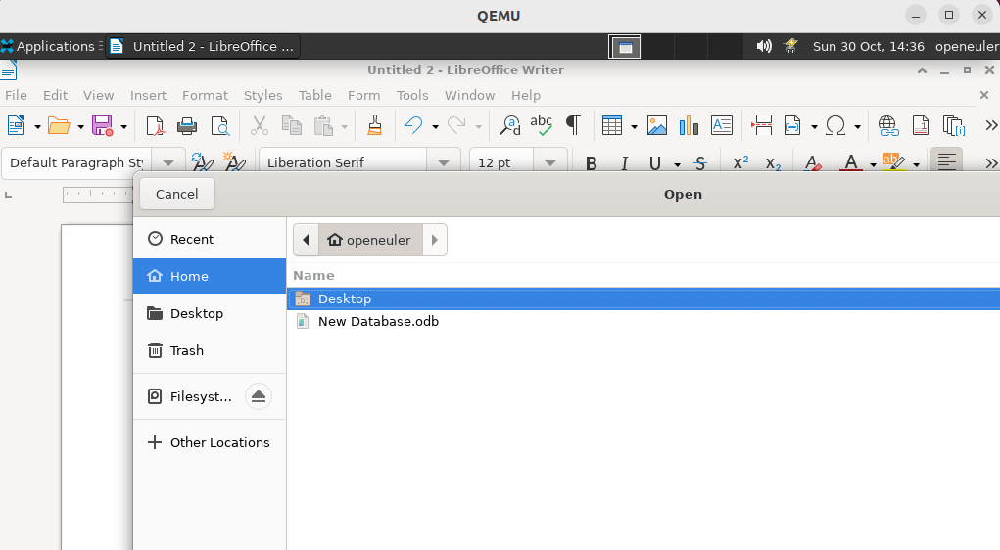 QEMU
Applications
Untitled 2 - LibreOffice ...
Sun 30 Oct, 14:36
openeuler
Untitled 2 - LibreOffice Writer
File Edit View Insert Format Styles Table Form Tools Window Help
abc
Default Paragraph Sty
Liberation Serif
12 pt
B I U S X² X₂ A A ab
Cancel
Open
Recent
Home
Desktop
Trash
Filesyst...
Other Locations
openeuler
Name
Desktop
New Database.odb